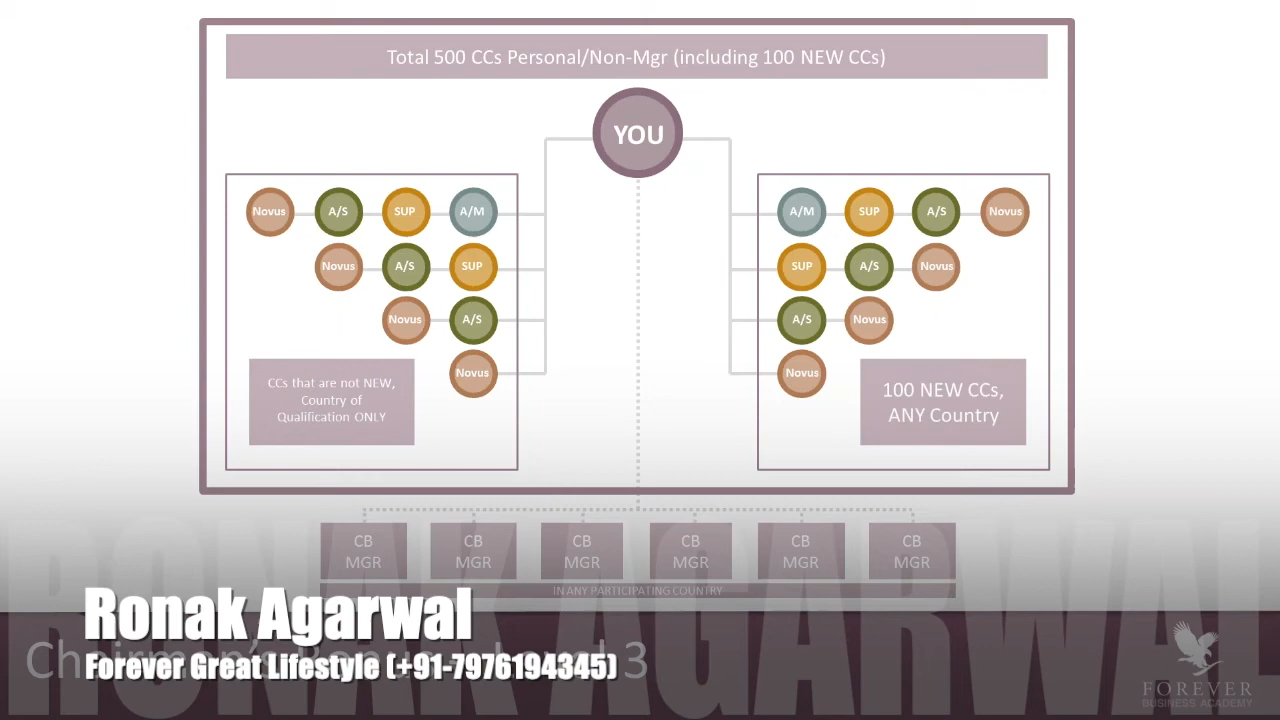 Total 500 CCs Personal/Non-Mgr (including 100 NEW CCs)
YOU
Novus A/S SUP A/M
Novus A/S SUP
Novus A/S
Novus
CCs that are not NEW,
Country of
Qualification ONLY
A/M SUP A/S Novus
SUP A/S Novus
A/S Novus
Novus
100 NEW CCs,
ANY Country
CB
MGR
CB
MGR
CB
MGR
CB
MGR
CB
MGR
CB
MGR
IN ANY PARTICIPATING COUNTRY
RONAK AGARWAL
Ronak Agarwal
Forever Great Lifestyle (+91-7976194345)
3
FOREVER
BUSINESS ACADEMY